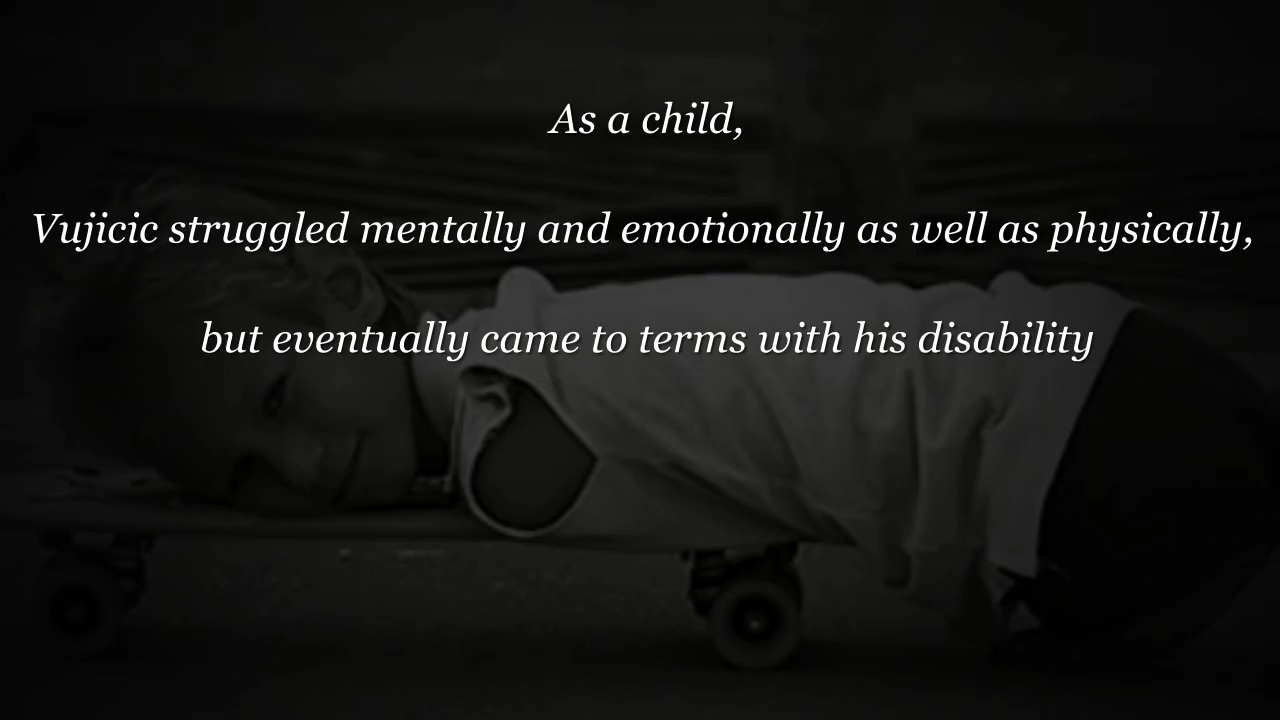 As a child,
Vujicic struggled mentally and emotionally as well as physically,
but eventually came to terms with his disability